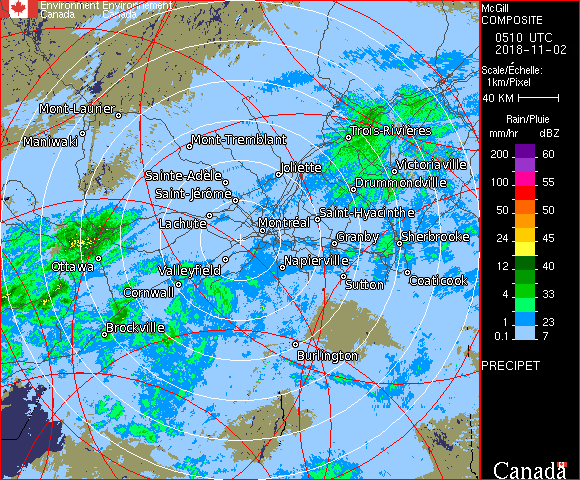 Environment Environnement
Canada Canada
Mont-Laurier
Maniwaki
Mont-Tremblant
Trois-Rivières
Joliette
Victoriaville
Sainte-Adèle
Drummondville
Saint-Jérôme
Saint-Hyacinthe
Lachute
Montréal
Granby
Sherbrooke
Ottawa
Napierville
Valleyfield
Coaticook
Sutton
Cornwall
Brockville
Burlington
McGill
COMPOSITE
0510 UTC
2018-11-02
Scale/Échelle:
1km/Pixel
40 KM
Rain/Pluie
mm/hr dBZ
200 60
100 55
50 50
24 45
12 40
4 33
1 23
0.1 7
PRECIPET
Canada